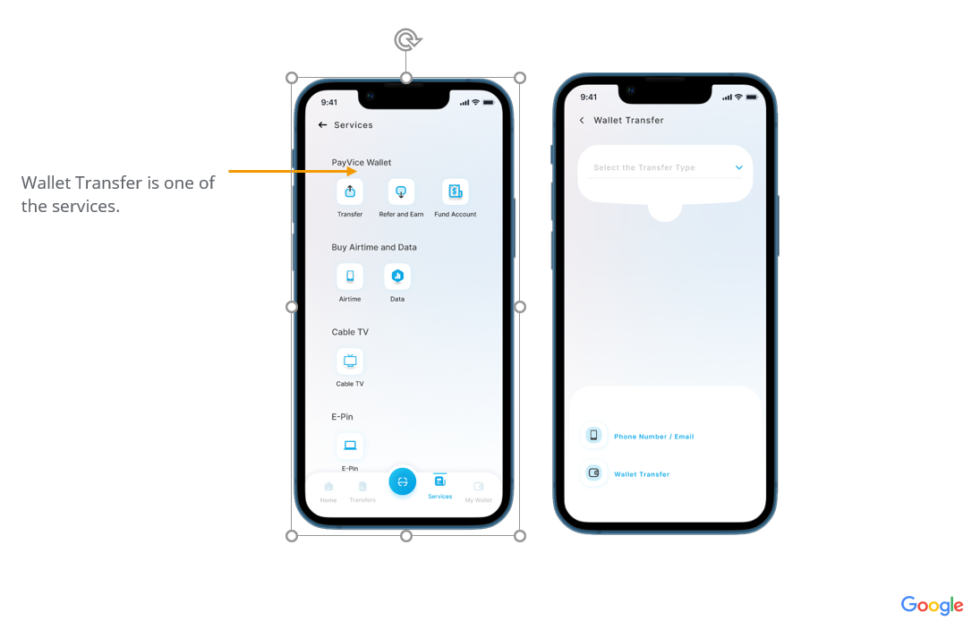 Wallet Transfer is one of
the services.
9:41
Services
PayVice Wallet
Transfer Refer and Earn Fund Account
Buy Airtime and Data
Airtime Data
Cable TV
Cable TV
E-Pin
E-Pin
Home Transfers Services My Wallet
9:41
Wallet Transfer
Select the Transfer Type
Phone Number / Email
Wallet Transfer
Google